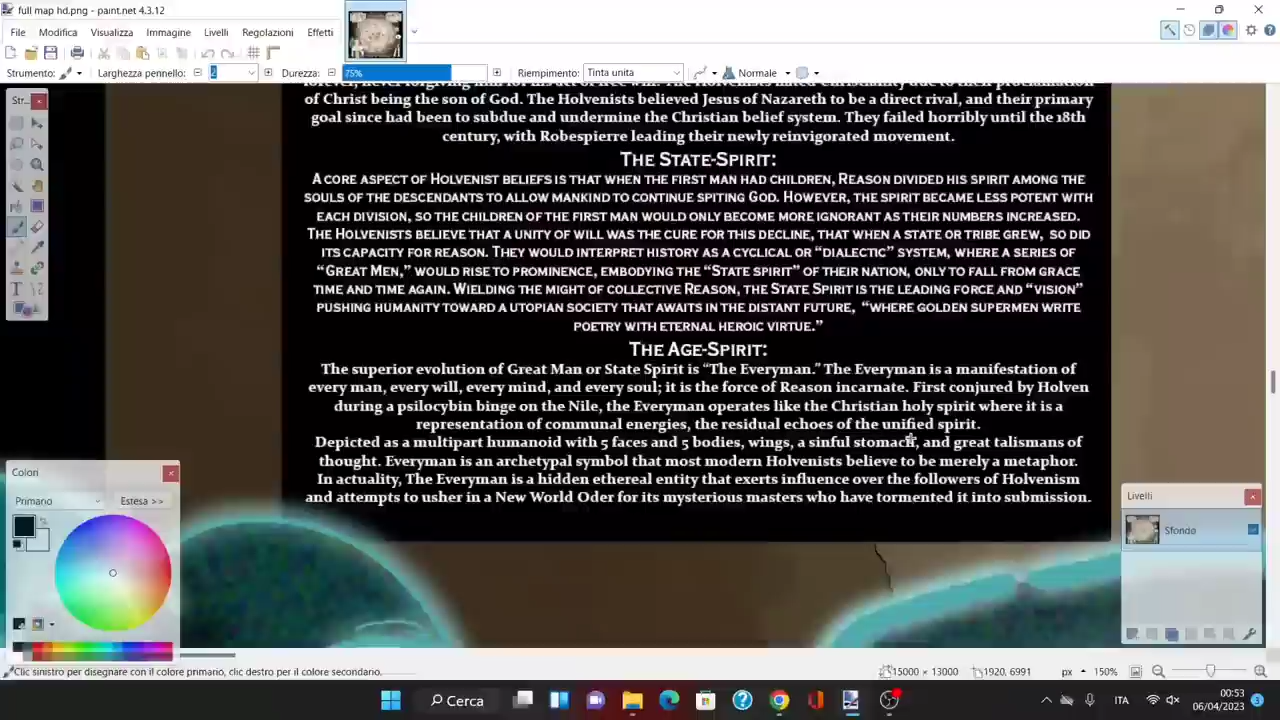 full map hd.png - paint.net 4.3.12
File Modifica Visualizza Immagine Livelli Regolazioni Effetti
Strumento: Larghezza pennello: 2 Durezza: 75% Riempimento: Tinta unita Normale
Str...
of Christ being the son of God. The Holvenists believed Jesus of Nazareth to be a direct rival, and their primary
goal since had been to subdue and undermine the Christian belief system. They failed horribly until the 18th
century, with Robespierre leading their newly reinvigorated movement.
The State-Spirit:
A core aspect of Holvenist beliefs is that when the first man had children, Reason divided his spirit among the
souls of the descendants to allow mankind to continue spiting God. However, the spirit became less potent with
each division, so the children of the first man would only become more ignorant as their numbers increased.
The Holvenists believe that a unity of will was the cure for this decline, that when a state or tribe grew, so did
its capacity for reason. They would interpret history as a cyclical or “dialectic” system, where a series of
“Great Men,” would rise to prominence, embodying the “State spirit” of their nation, only to fall from grace
time and time again. Wielding the might of collective Reason, the State Spirit is the leading force and “vision”
pushing humanity toward a utopian society that awaits in the distant future, “where golden supermen write
poetry with eternal heroic virtue.”
The Age-Spirit:
The superior evolution of Great Man or State Spirit is “The Everyman.” The Everyman is a manifestation of
every man, every will, every mind, and every soul; it is the force of Reason incarnate. First conjured by Holven
during a psilocybin binge on the Nile, the Everyman operates like the Christian holy spirit where it is a
representation of communal energies, the residual echoes of the unified spirit.
Depicted as a multipart humanoid with 5 faces and 5 bodies, wings, a sinful stomach, and great talismans of
thought. Everyman is an archetypal symbol that most modern Holvenists believe to be merely a metaphor.
In actuality, The Everyman is a hidden ethereal entity that exerts influence over the followers of Holvenism
and attempts to usher in a New World Oder for its mysterious masters who have tormented it into submission.
Colori
Primario Estesa >>
Livelli
Sfondo
Clic sinistro per disegnare con il colore primario, clic destro per il colore secondario.
15000 × 13000 1920, 6991 px 150%
Cerca
ITA
00:53
06/04/2023